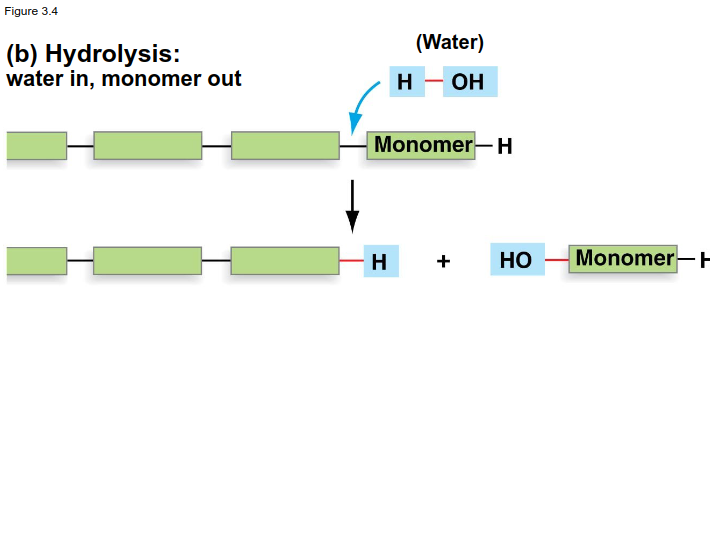 Figure 3.4
(Water)
(b) Hydrolysis:
water in, monomer out
H OH
Monomer H
H + HO Monomer H